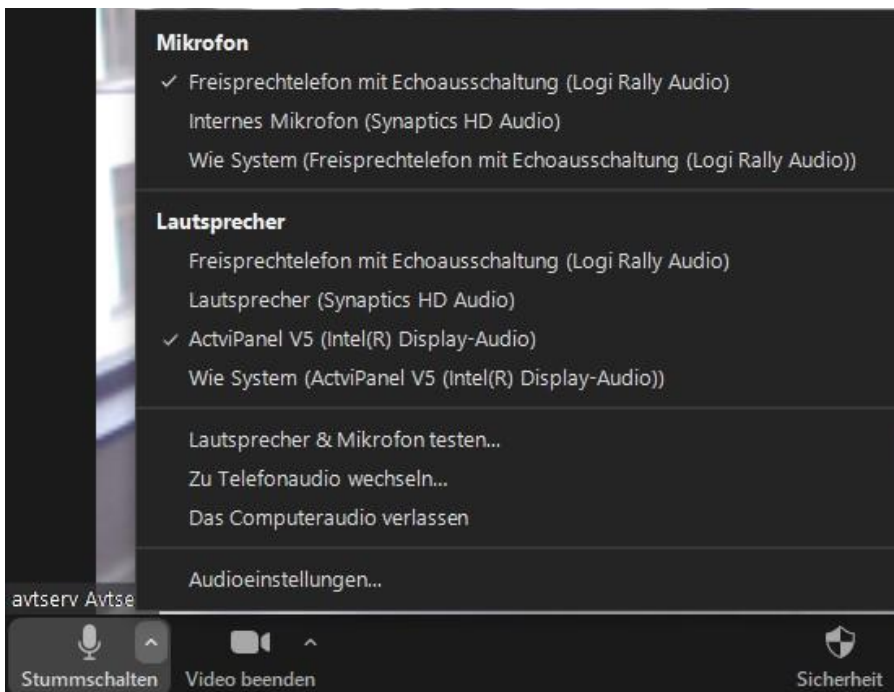 Mikrofon
Freisprechtelefon mit Echoausschaltung (Logi Rally Audio)
Internes Mikrofon (Synaptics HD Audio)
Wie System (Freisprechtelefon mit Echoausschaltung (Logi Rally Audio))
Lautsprecher
Freisprechtelefon mit Echoausschaltung (Logi Rally Audio)
Lautsprecher (Synaptics HD Audio)
ActviPanel V5 (Intel(R) Display-Audio)
Wie System (ActviPanel V5 (Intel(R) Display-Audio))
Lautsprecher & Mikrofon testen...
Zu Telefonaudio wechseln...
Das Computeraudio verlassen
Audioeinstellungen...
avtserv Avtse
Stummschalten Video beenden Sicherheit